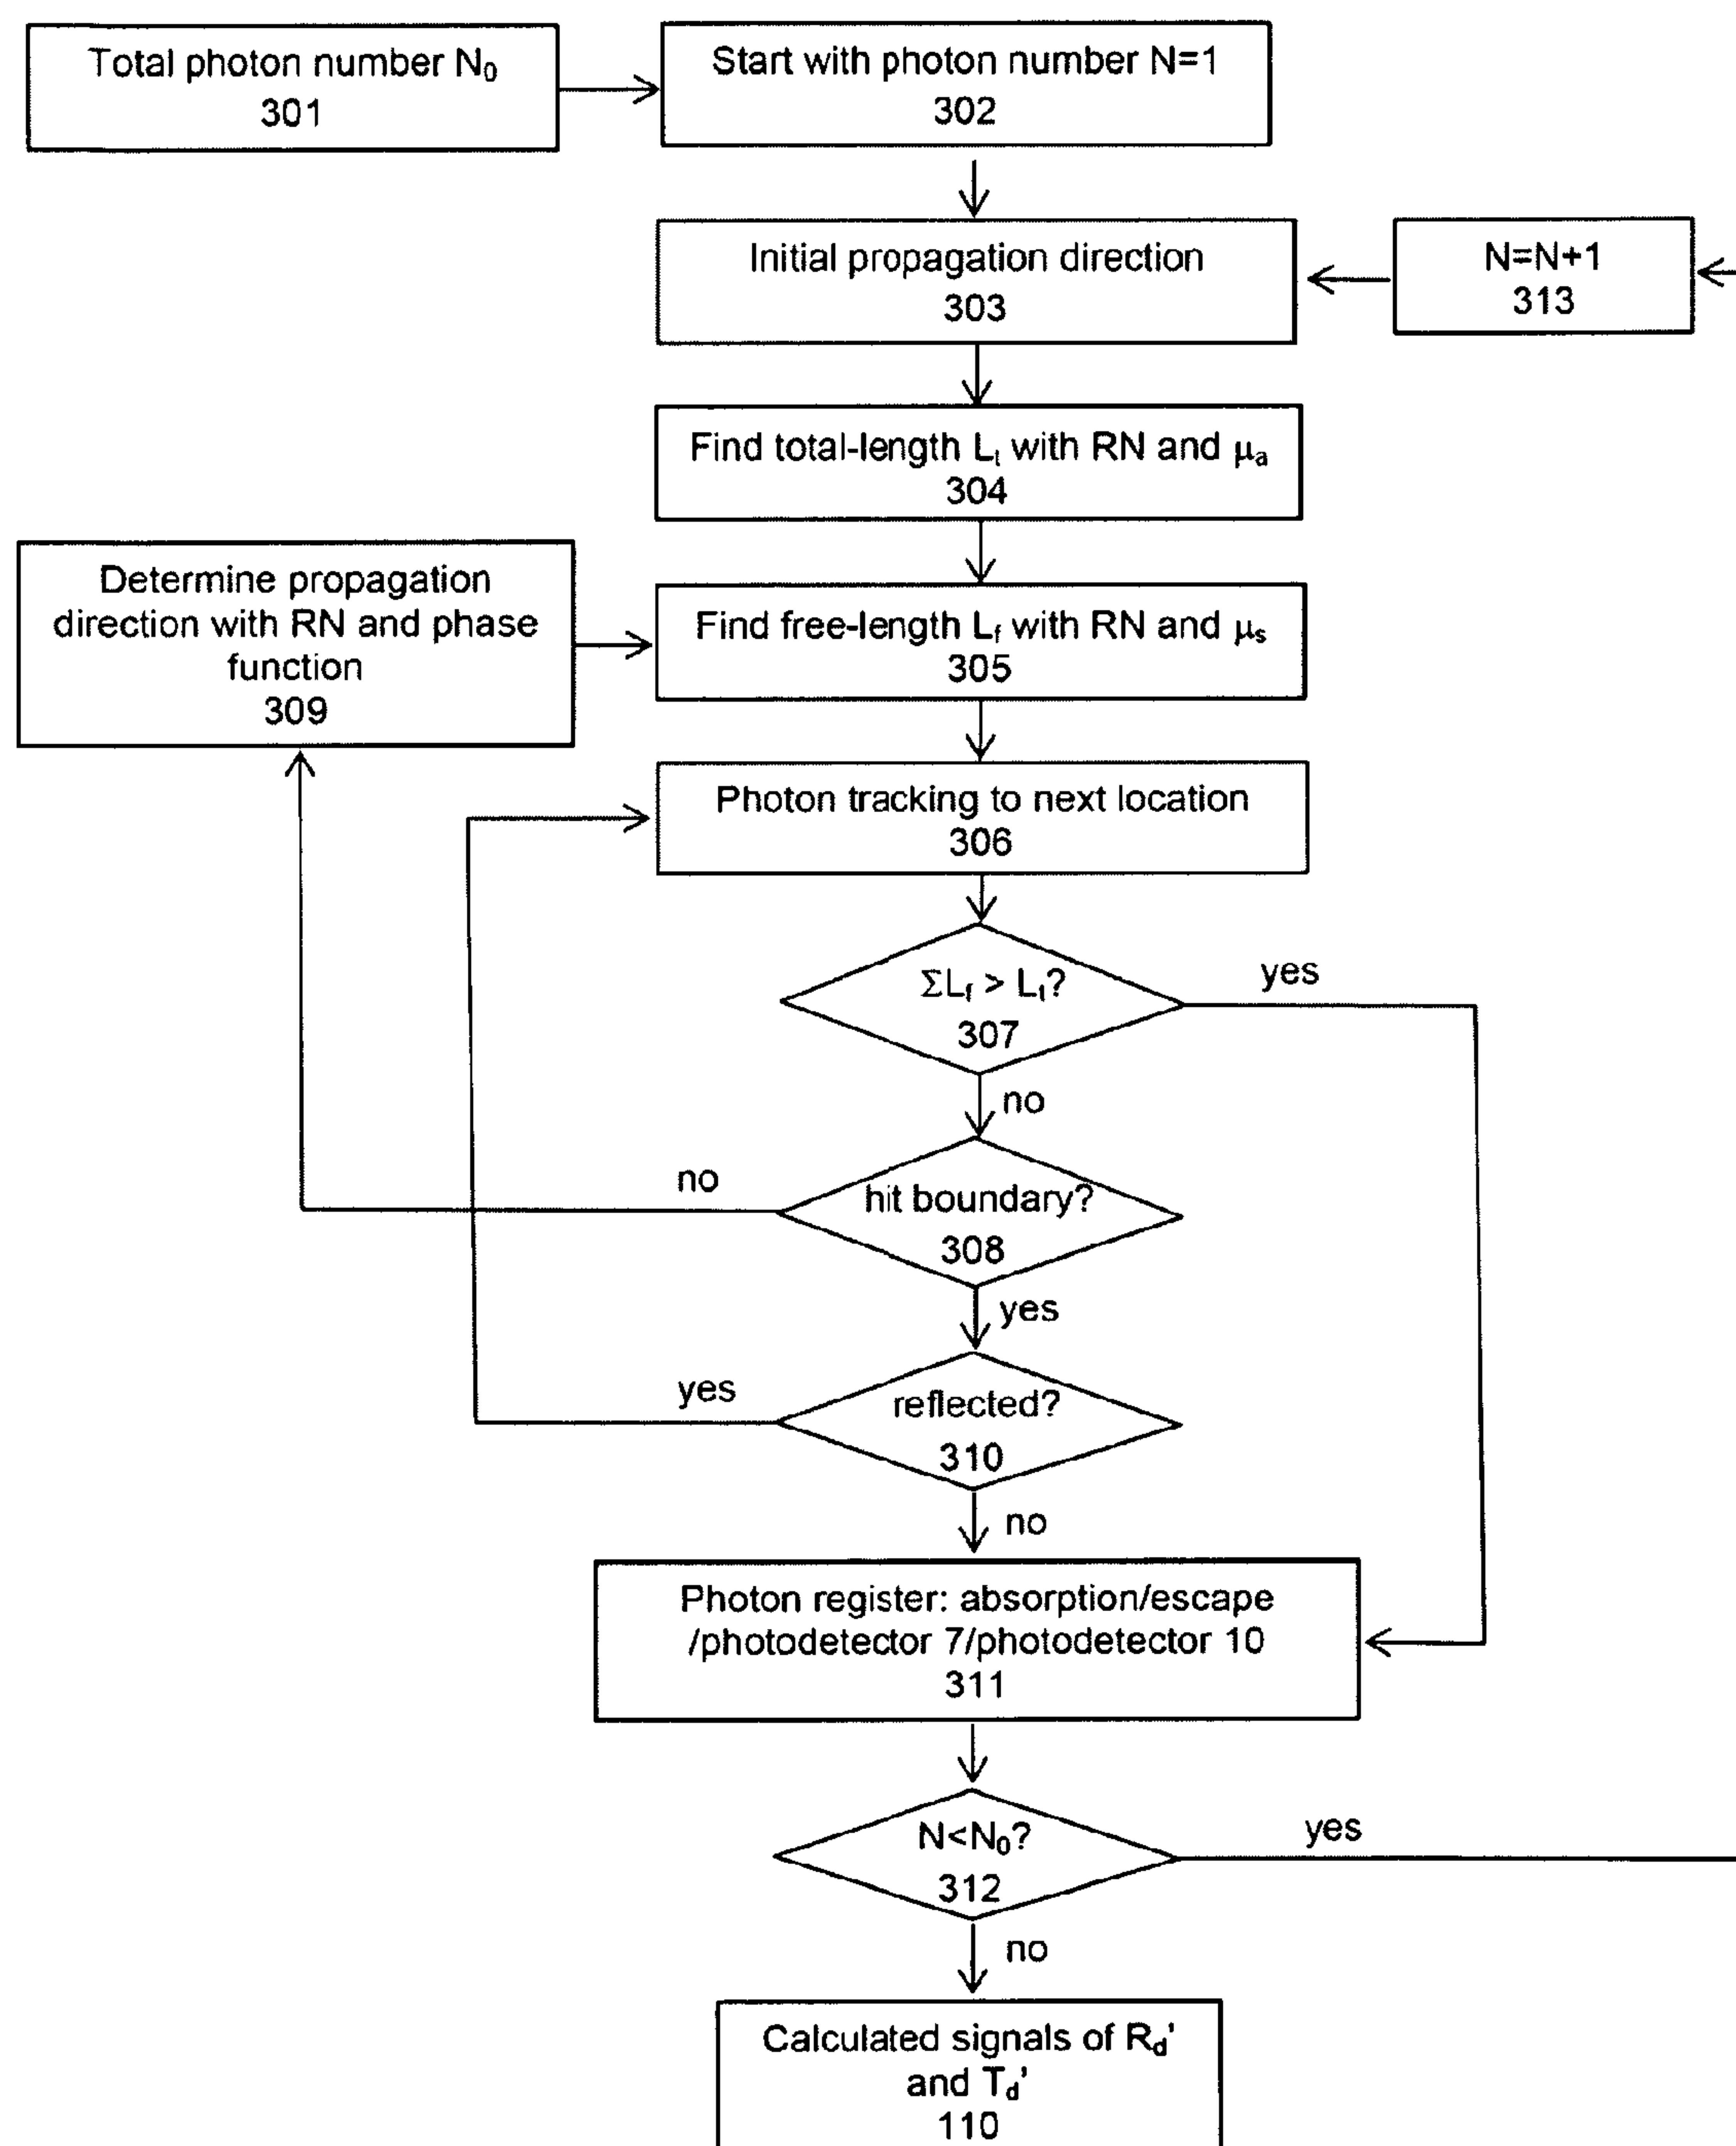 Total photon number N₀
301
Start with photon number N=1
302
Initial propagation direction
303
N=N+1
313
Find total-length Lₜ with RN and μₐ
304
Determine propagation
direction with RN and phase
function
309
Find free-length L_f with RN and μₛ
305
Photon tracking to next location
306
ΣL_f > Lₜ?
307
yes
no
hit boundary?
308
no
yes
reflected?
310
yes
no
Photon register: absorption/escape
/photodetector 7/photodetector 10
311
N<N₀?
312
yes
no
Calculated signals of R_d'
and T_d'
110